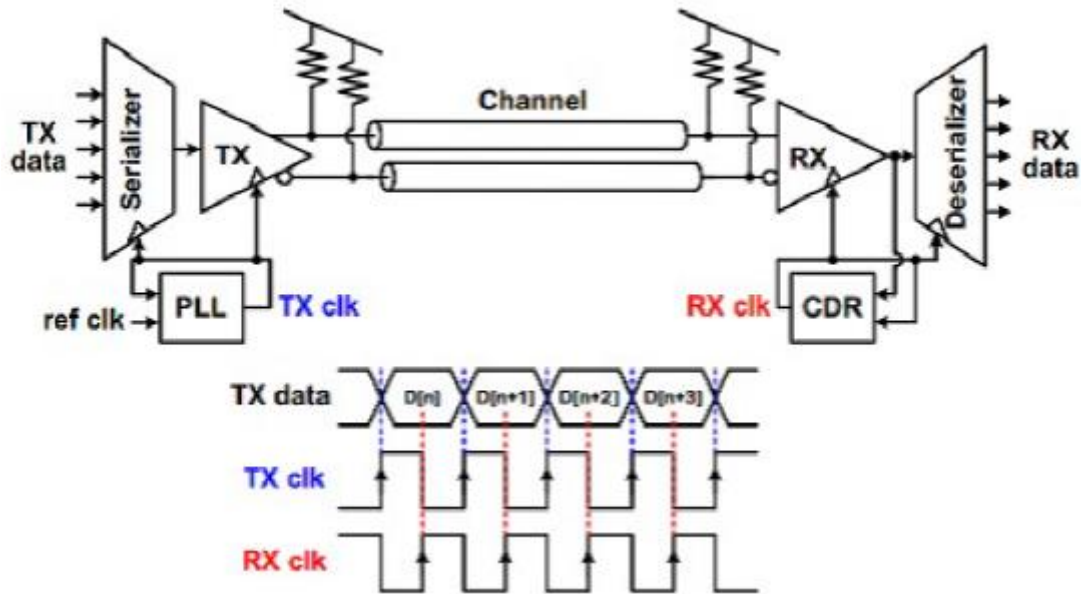 Channel
TX
data
Serializer
TX
RX
Deserializer
RX
data
ref clk
PLL
TX clk
RX clk
CDR
TX data
D[n]
D[n+1]
D[n+2]
D[n+3]
TX clk
RX clk